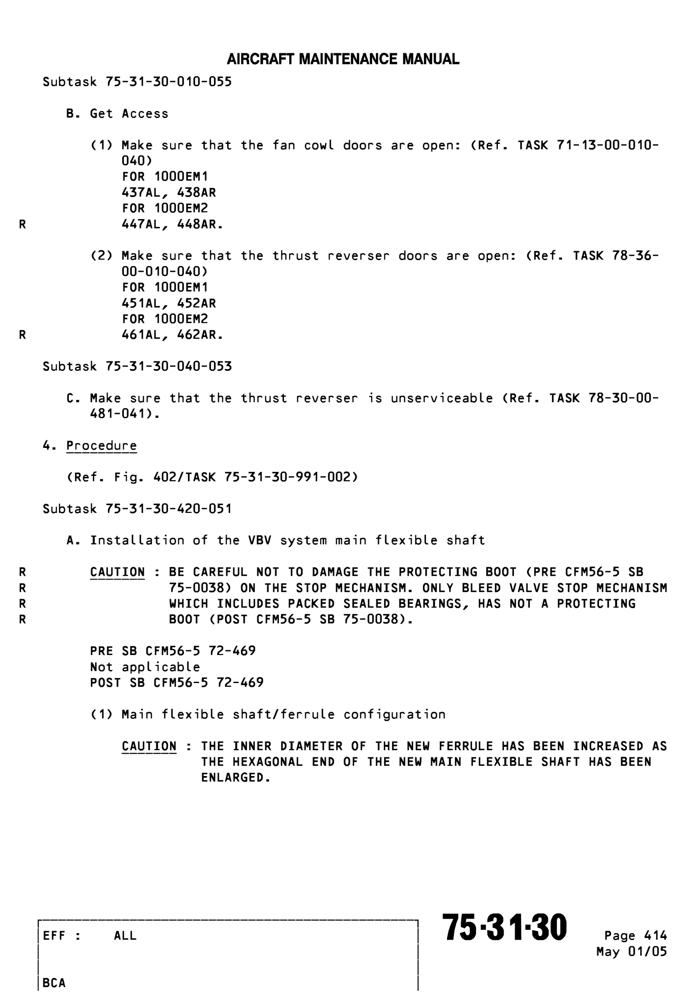 AIRCRAFT MAINTENANCE MANUAL
Subtask 75-31-30-010-055
B. Get Access
(1) Make sure that the fan cowl doors are open: (Ref. TASK 71-13-00-010-
040)
FOR 1000EM1
437AL, 438AR
FOR 1000EM2
R 447AL, 448AR.
(2) Make sure that the thrust reverser doors are open: (Ref. TASK 78-36-
00-010-040)
FOR 1000EM1
451AL, 452AR
FOR 1000EM2
R 461AL, 462AR.
Subtask 75-31-30-040-053
C. Make sure that the thrust reverser is unserviceable (Ref. TASK 78-30-00-
481-041).
4. Procedure
(Ref. Fig. 402/TASK 75-31-30-991-002)
Subtask 75-31-30-420-051
A. Installation of the VBV system main flexible shaft
R CAUTION : BE CAREFUL NOT TO DAMAGE THE PROTECTING BOOT (PRE CFM56-5 SB
R 75-0038) ON THE STOP MECHANISM. ONLY BLEED VALVE STOP MECHANISM
R WHICH INCLUDES PACKED SEALED BEARINGS, HAS NOT A PROTECTING
R BOOT (POST CFM56-5 SB 75-0038).
PRE SB CFM56-5 72-469
Not applicable
POST SB CFM56-5 72-469
(1) Main flexible shaft/ferrule configuration
CAUTION : THE INNER DIAMETER OF THE NEW FERRULE HAS BEEN INCREASED AS
THE HEXAGONAL END OF THE NEW MAIN FLEXIBLE SHAFT HAS BEEN
ENLARGED.
EFF : ALL
75-31-30
Page 414
May 01/05
BCA